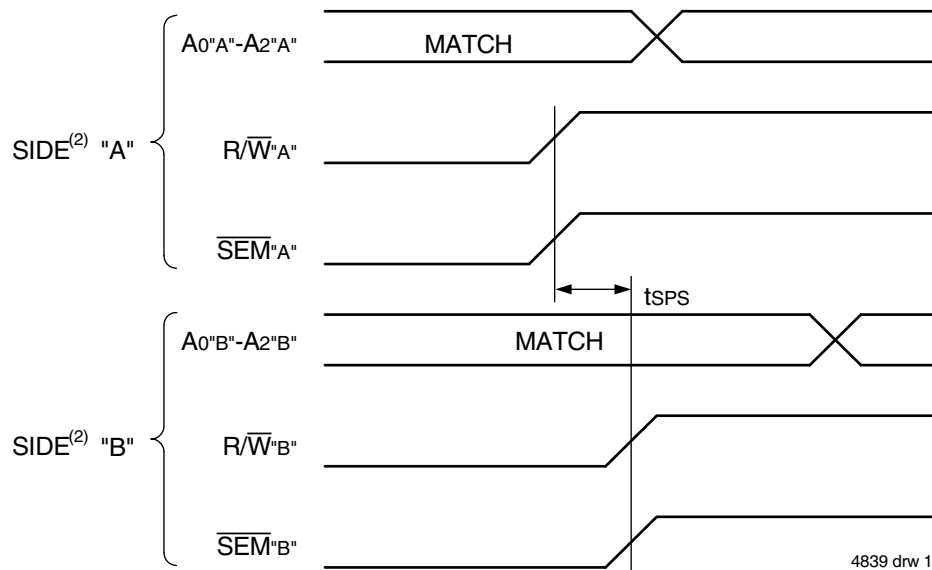 A0"A"-A2"A"
MATCH
SIDE(2) "A"
R/W"A"
SEM"A"
tSPS
A0"B"-A2"B"
MATCH
SIDE(2) "B"
R/W"B"
SEM"B"
4839 drw 1